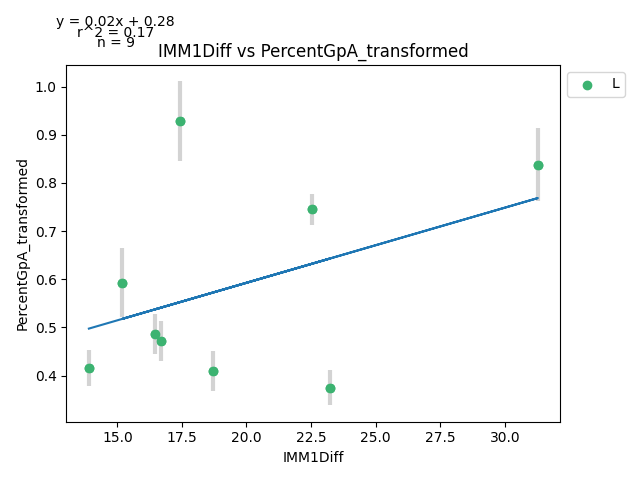 y = 0.02x + 0.28
r^2 = 0.17
n = 9
IMM1Diff vs PercentGpA_transformed
L
PercentGpA_transformed
1.0
0.9
0.8
0.7
0.6
0.5
0.4
15.0 17.5 20.0 22.5 25.0 27.5 30.0
IMM1Diff